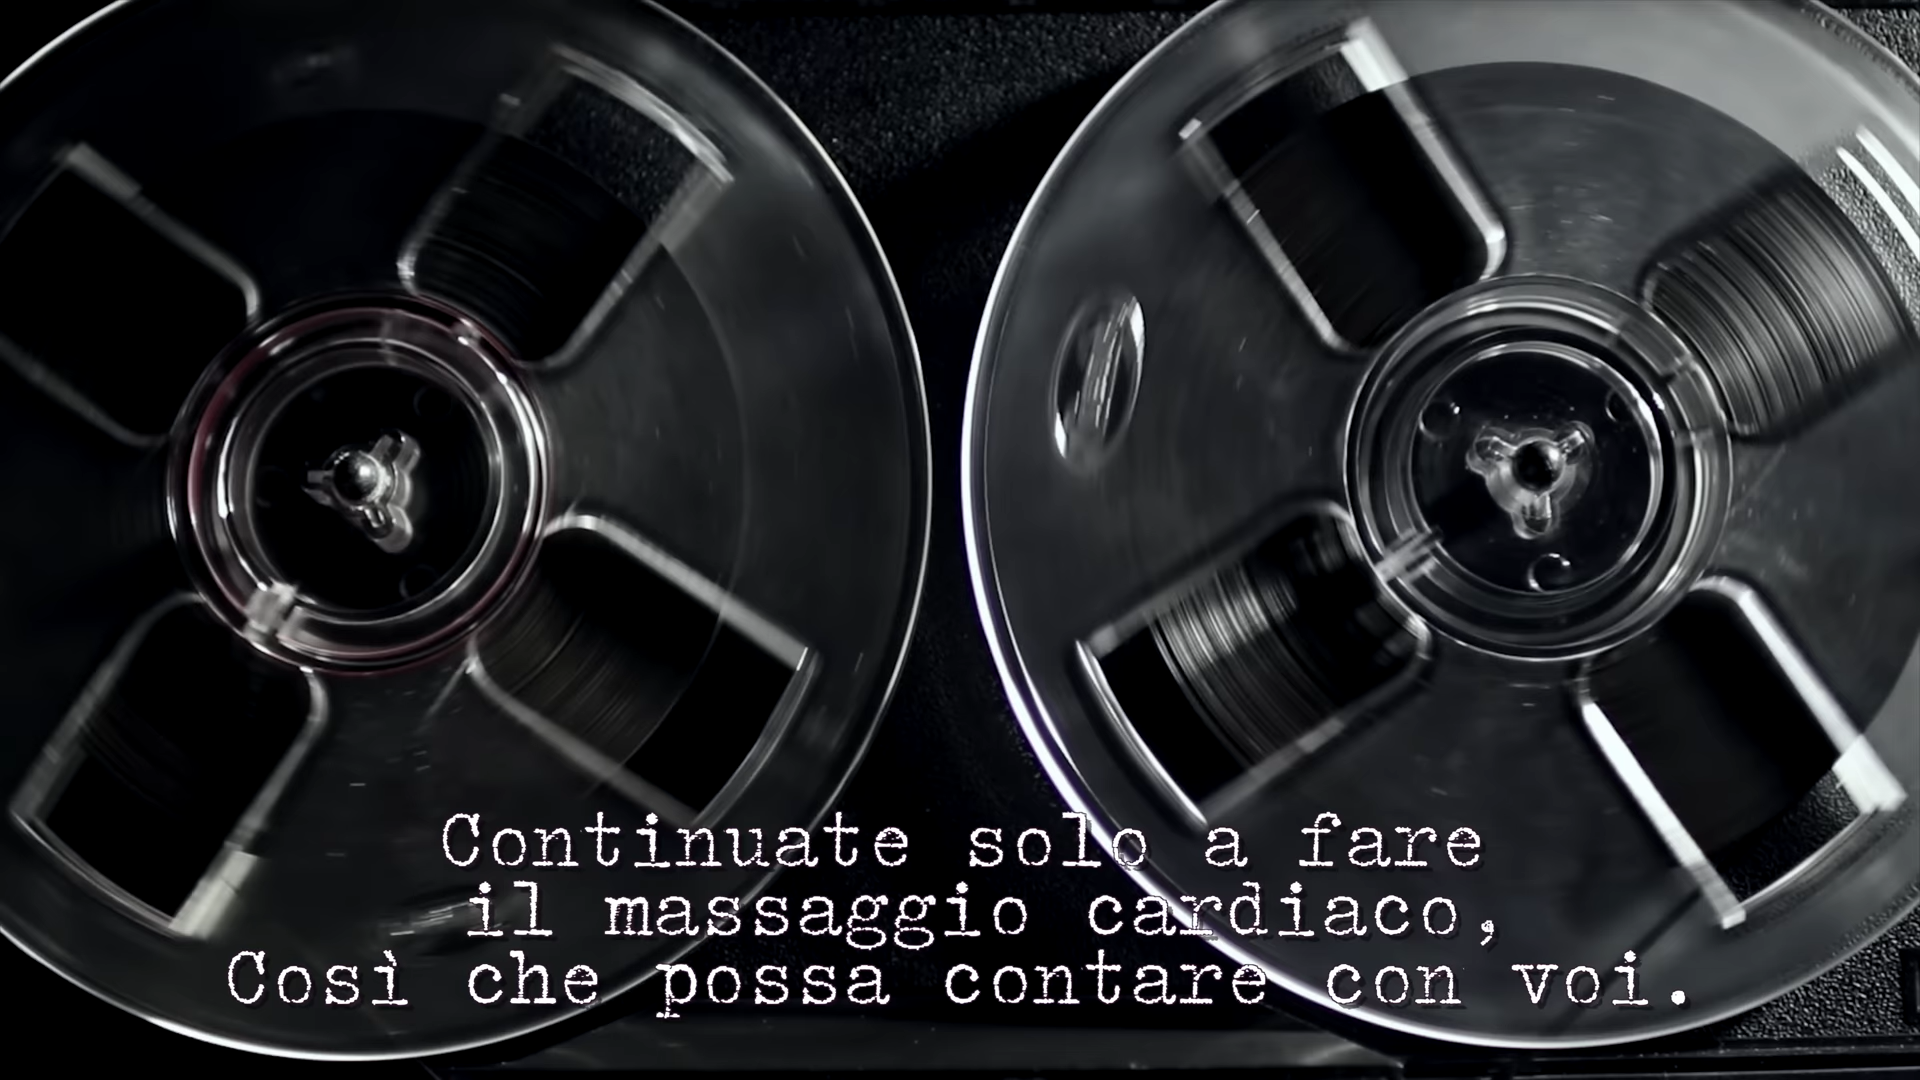 Continuate solo a fare
il massaggio cardiaco,
Così che possa contare con voi.